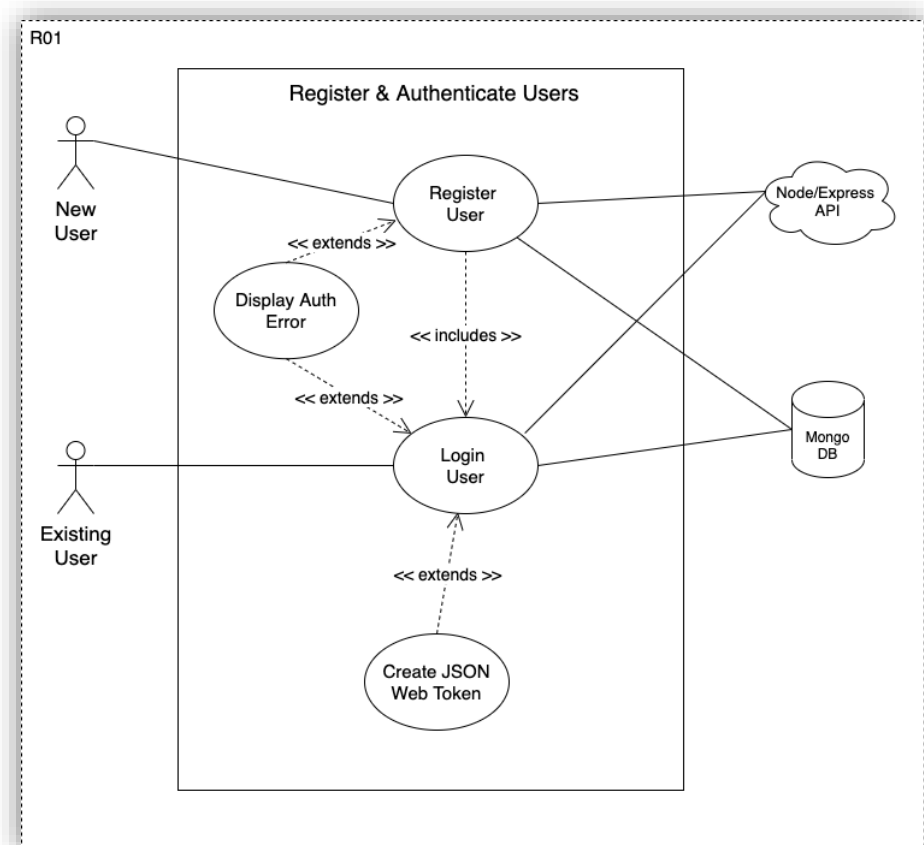 R01
Register & Authenticate Users
New
User
Register
User
Node/Express
API
<< extends >>
Display Auth
Error
<< includes >>
<< extends >>
Mongo
DB
Login
User
Existing
User
<< extends >>
Create JSON
Web Token